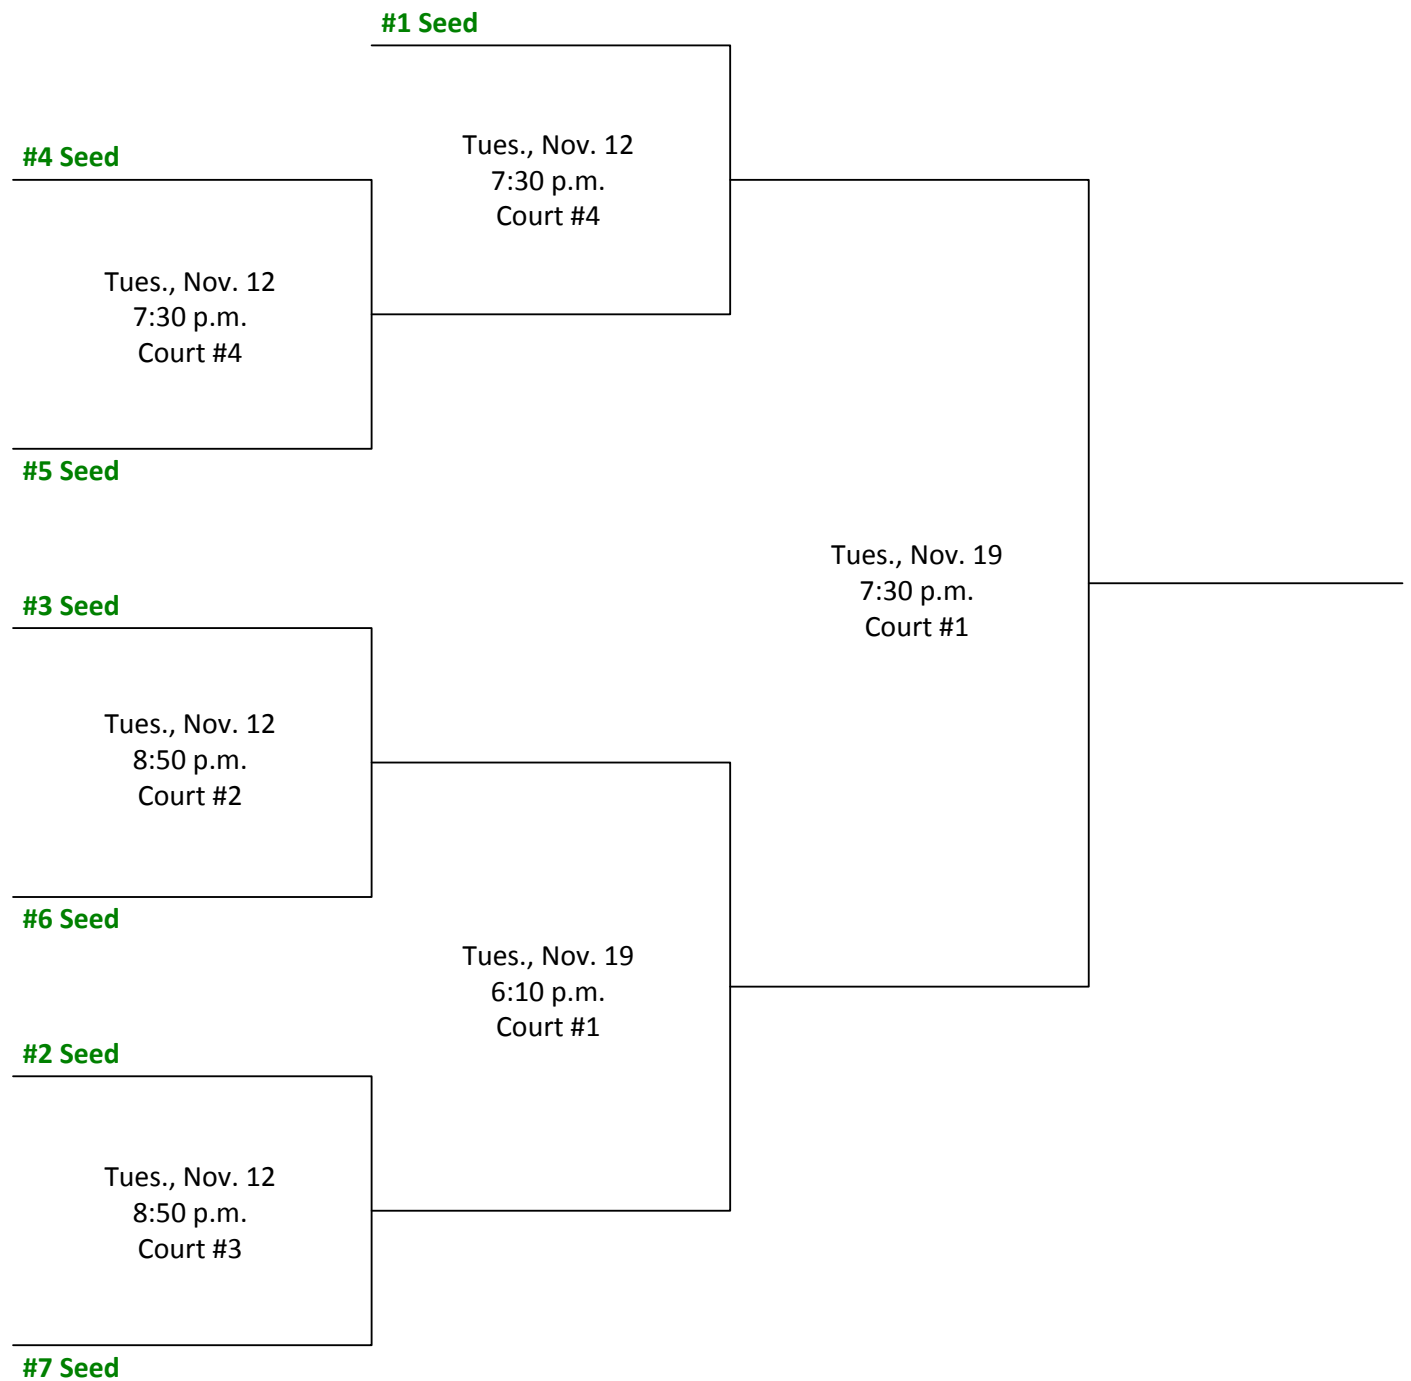 #1 Seed
Tues., Nov. 12
7:30 p.m.
Court #4
#4 Seed
Tues., Nov. 12
7:30 p.m.
Court #4
#5 Seed
Tues., Nov. 19
7:30 p.m.
Court #1
#3 Seed
Tues., Nov. 12
8:50 p.m.
Court #2
#6 Seed
Tues., Nov. 19
6:10 p.m.
Court #1
#2 Seed
Tues., Nov. 12
8:50 p.m.
Court #3
#7 Seed